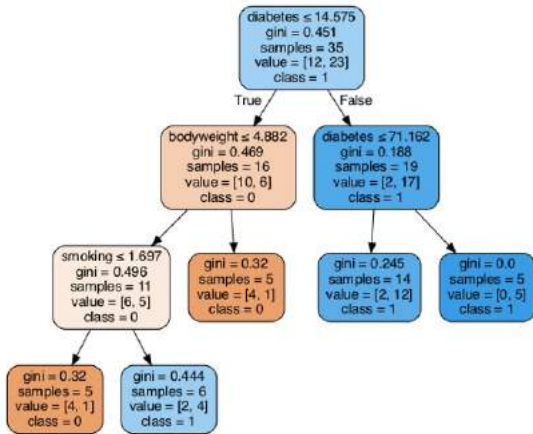 diabetes ≤ 14.575
gini = 0.451
samples = 35
value = [12, 23]
class = 1
True
False
bodyweight ≤ 4.882
gini = 0.469
samples = 16
value = [10, 6]
class = 0
diabetes ≤ 71.162
gini = 0.188
samples = 19
value = [2, 17]
class = 1
smoking ≤ 1.697
gini = 0.496
samples = 11
value = [6, 5]
class = 0
gini = 0.32
samples = 5
value = [4, 1]
class = 0
gini = 0.245
samples = 14
value = [2, 12]
class = 1
gini = 0.0
samples = 5
value = [0, 5]
class = 1
gini = 0.32
samples = 5
value = [4, 1]
class = 0
gini = 0.444
samples = 6
value = [2, 4]
class = 1